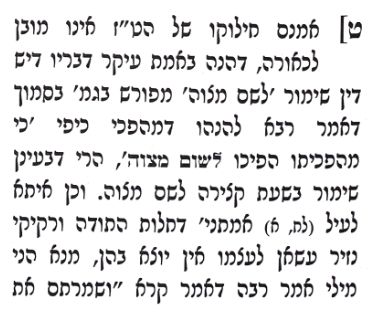 ט] אמנם חילוקו של הט"ז אינו מובן
לכאורה, דהנה באמת עיקר דבריו דיש
דין שימור 'לשם מצוה' מפורש בגמ' בסמוך
דאמר רבא להנהו דמהפכי כיפי 'כי
מהפכיתו הפיכו לשום מצוה', הרי דבעינן
שימור בשעת קצירה לשם מצוה. וכן איתא
לעיל (לח, א) אמתני' דחלות התודה ורקיקי
נזיר עשאן לעצמו אין יוצא בהן, מנא הני
מילי אמר רבה דאמר קרא "ושמרתם את